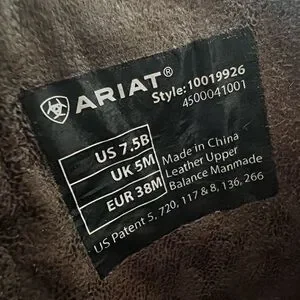 ARIAT®
Style: 10019926
4500041001
US 7.5B
UK 5M
EUR 38M
Made in China
Leather Upper
Balance Manmade
US Patent 5, 720, 117 & 8, 136, 266